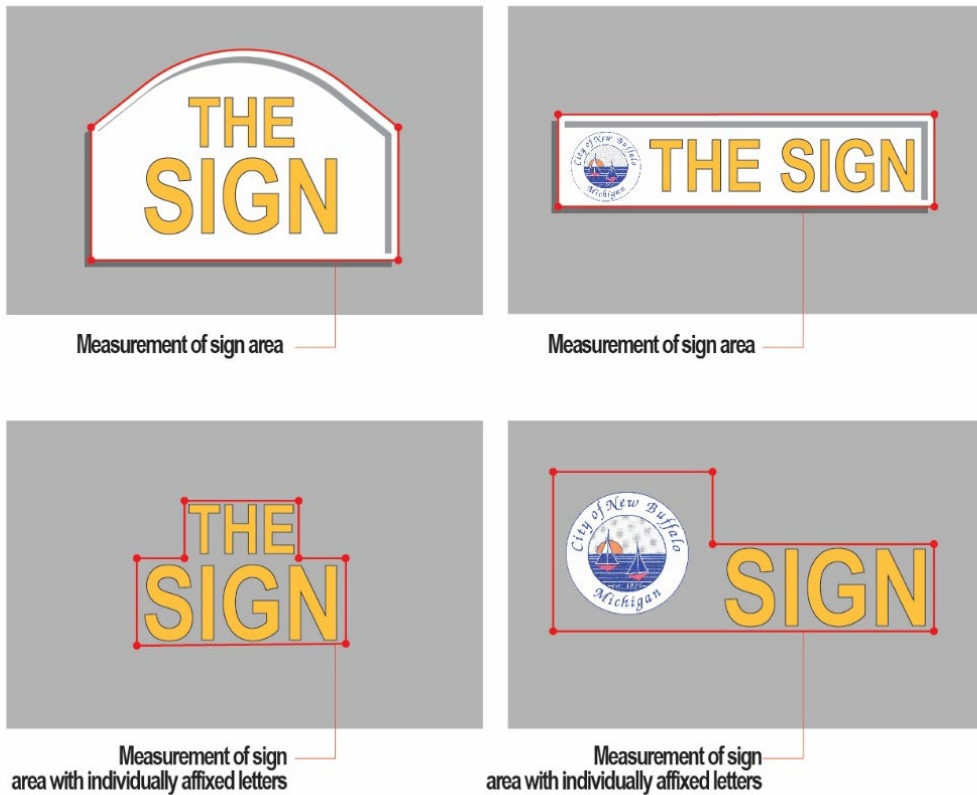 THE
SIGN
City of New Buffalo
Michigan
THE SIGN
Measurement of sign area
Measurement of sign area
THE
SIGN
City of New Buffalo
Michigan
SIGN
Measurement of sign
area with individually affixed letters
Measurement of sign
area with individually affixed letters